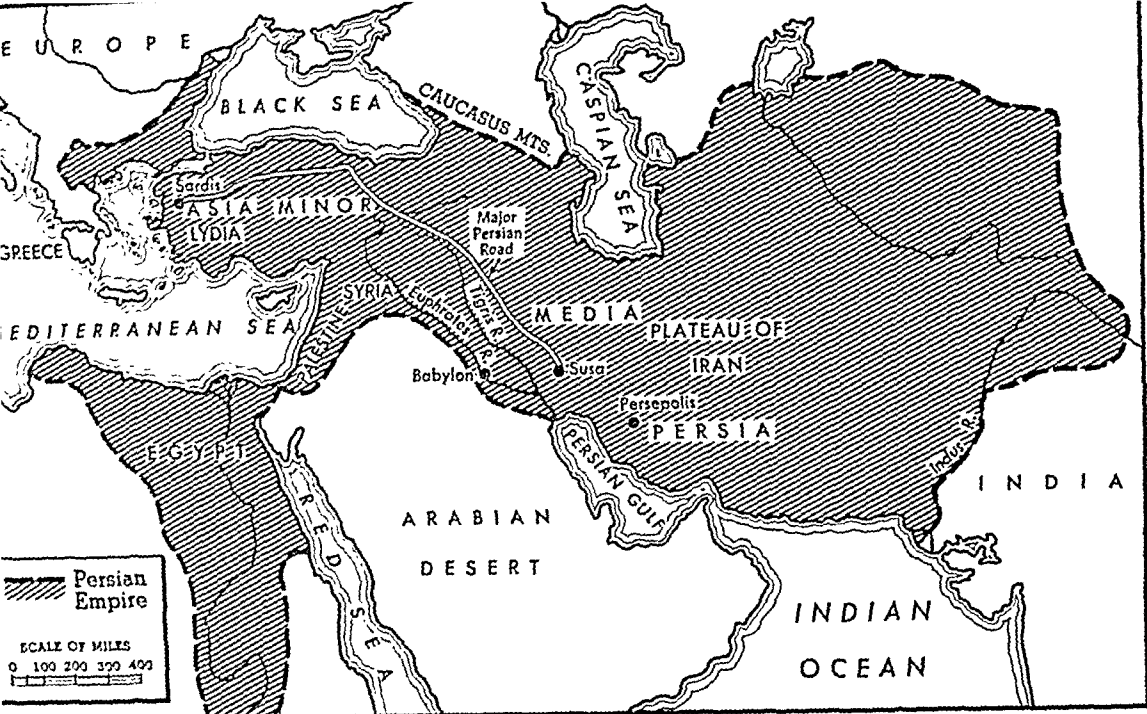 EUROPE
BLACK SEA
CAUCASUS MTS.
CASPIAN SEA
Sardis
ASIA MINOR
LYDIA
GREECE
Major
Persian
Road
SYRIA
Euphrates R.
Tigris R.
MEDIA
PLATEAU OF
IRAN
MEDITERRANEAN SEA
PALESTINE
Babylon
Susa
Persepolis
PERSIA
EGYPT
PERSIAN GULF
Indus R.
INDIA
RED SEA
ARABIAN
DESERT
INDIAN
OCEAN
Persian
Empire
SCALE OF MILES
0 100 200 300 400